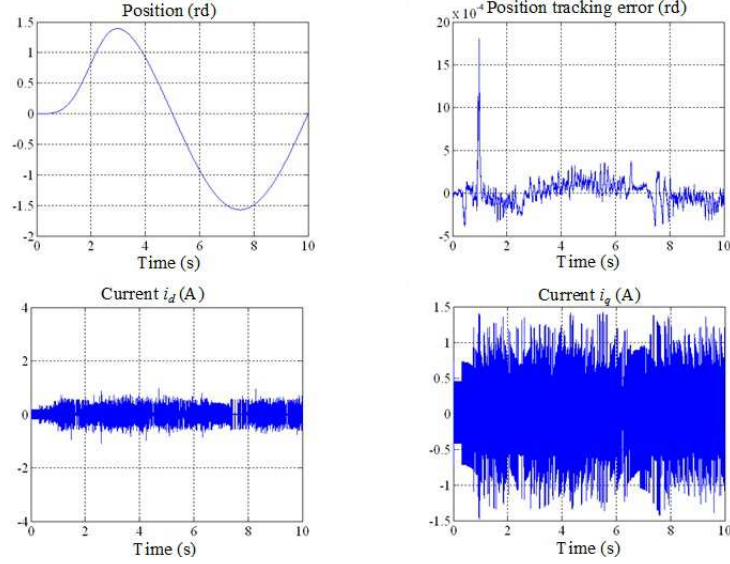 Position (rd)
1.5
1
0.5
0
-0.5
-1
-1.5
-2
0 2 4 6 8 10
Time (s)
20 x 10⁻⁴ Position tracking error (rd)
15
10
5
0
-5
0 2 4 6 8 10
Time (s)
Current i_d (A)
4
2
0
-2
-4
0 2 4 6 8 10
Time (s)
Current i_q (A)
1.5
1
0.5
0
-0.5
-1
-1.5
0 2 4 6 8 10
Time (s)